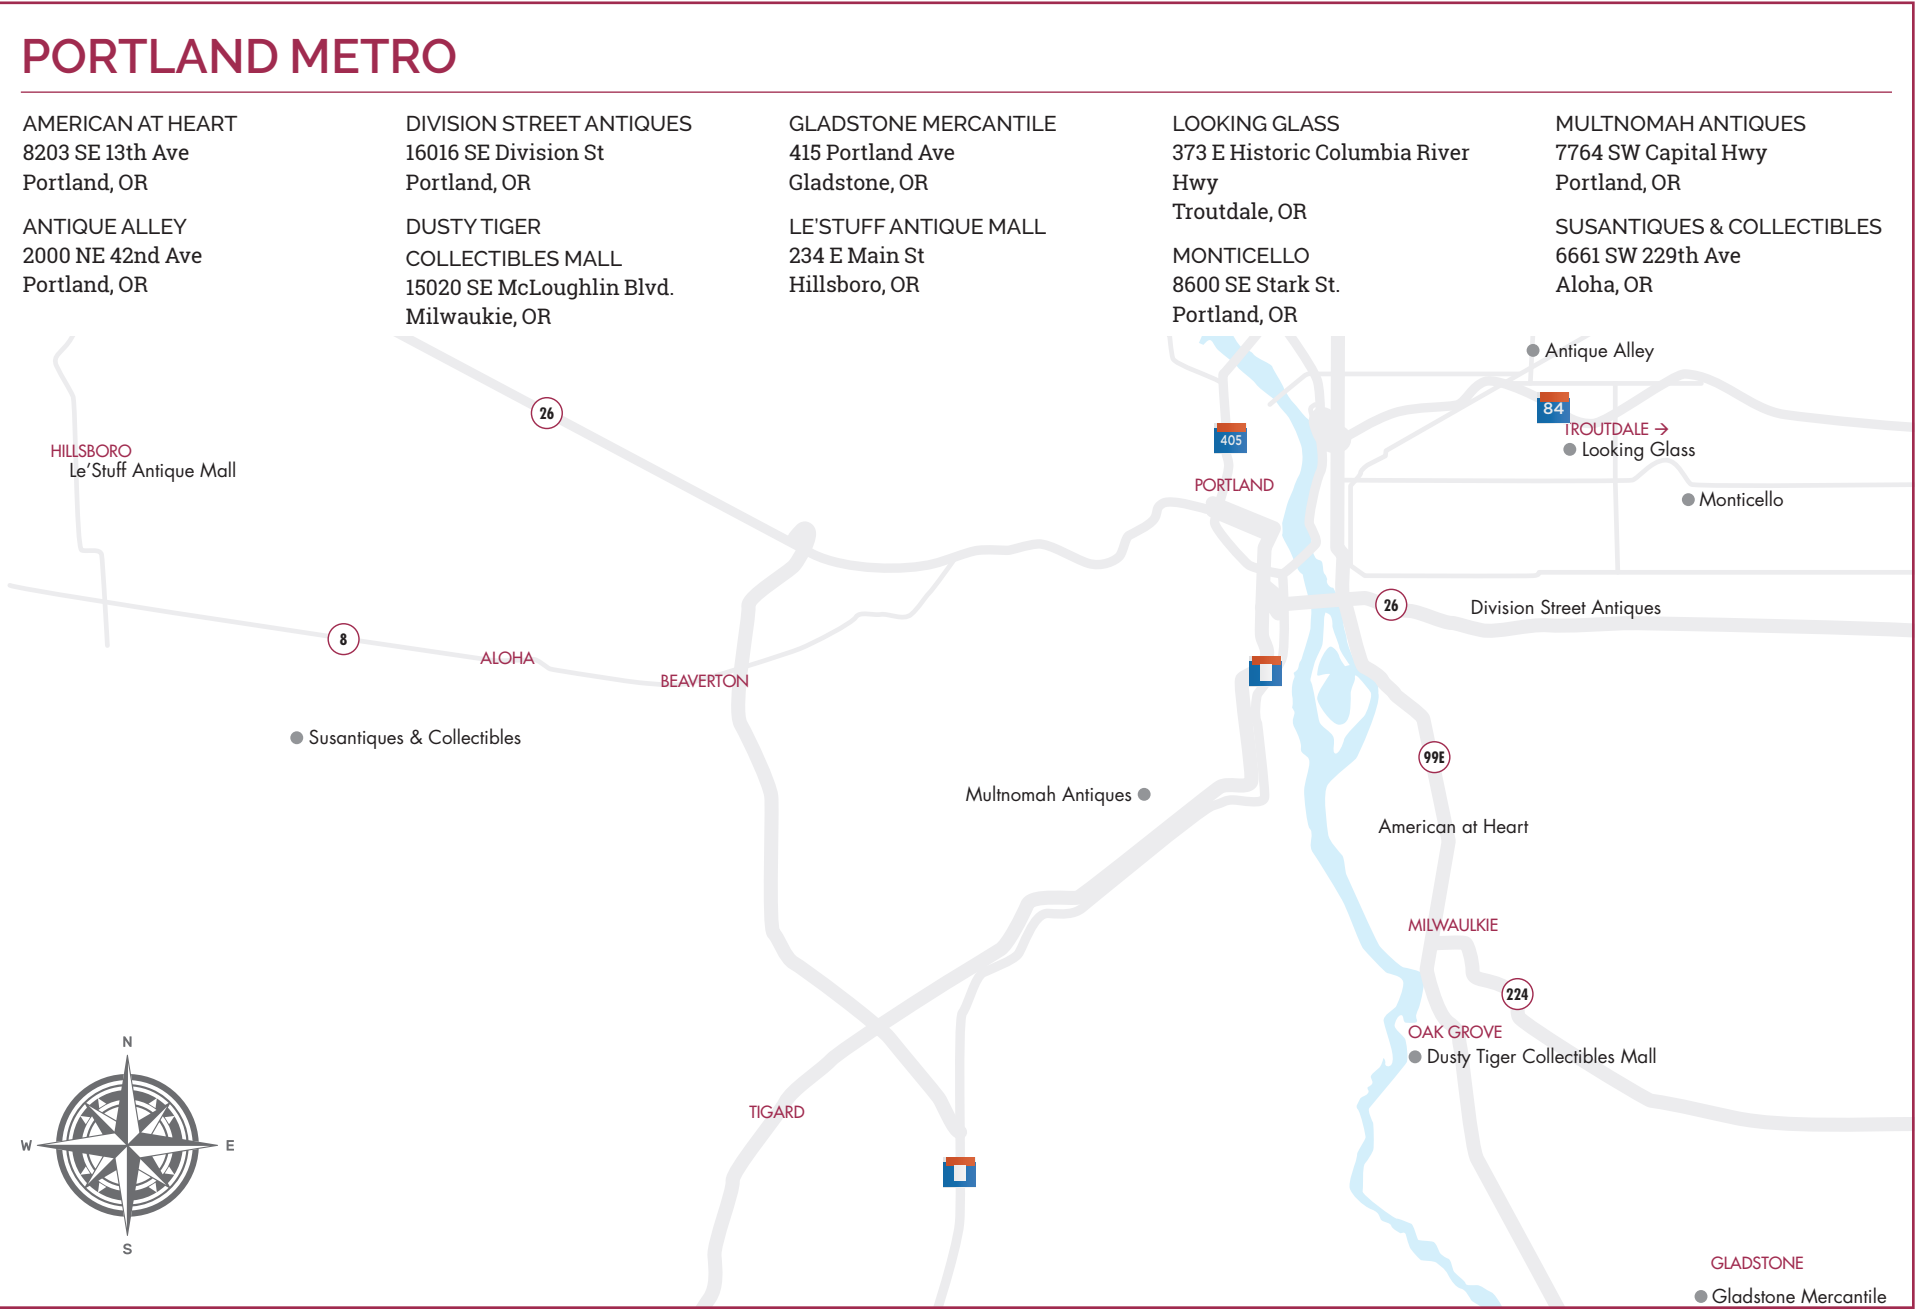 PORTLAND METRO
AMERICAN AT HEART
8203 SE 13th Ave
Portland, OR
ANTIQUE ALLEY
2000 NE 42nd Ave
Portland, OR
DIVISION STREET ANTIQUES
16016 SE Division St
Portland, OR
DUSTY TIGER
COLLECTIBLES MALL
15020 SE McLoughlin Blvd.
Milwaukie, OR
GLADSTONE MERCANTILE
415 Portland Ave
Gladstone, OR
LE'STUFF ANTIQUE MALL
234 E Main St
Hillsboro, OR
LOOKING GLASS
373 E Historic Columbia River
Hwy
Troutdale, OR
MONTICELLO
8600 SE Stark St.
Portland, OR
MULTNOMAH ANTIQUES
7764 SW Capital Hwy
Portland, OR
SUSANTIQUES & COLLECTIBLES
6661 SW 229th Ave
Aloha, OR
Antique Alley
26
84
405
TROUTDALE →
HILLSBORO
Looking Glass
Le'Stuff Antique Mall
PORTLAND
Monticello
26
Division Street Antiques
8
ALOHA
BEAVERTON
Susantiques & Collectibles
99E
Multnomah Antiques
American at Heart
MILWAULKIE
224
OAK GROVE
Dusty Tiger Collectibles Mall
N
TIGARD
W
E
S
GLADSTONE
Gladstone Mercantile